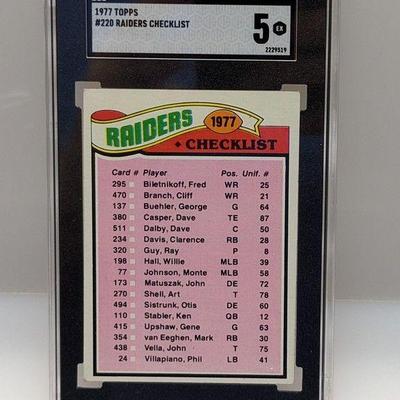 1977 TOPPS
#220 RAIDERS CHECKLIST
5 EX
2229519
RAIDERS 1977
CHECKLIST
Card # Player Pos. Unif. #
295 Biletnikoff, Fred WR 25
470 Branch, Cliff WR 21
137 Buehler, George G 64
380 Casper, Dave TE 87
511 Dalby, Dave C 50
234 Davis, Clarence RB 28
320 Guy, Ray P 8
198 Hall, Willie MLB 39
77 Johnson, Monte MLB 58
173 Matuszak, John DE 72
270 Shell, Art T 78
494 Sistrunk, Otis DE 60
110 Stabler, Ken QB 12
415 Upshaw, Gene G 63
354 van Eeghen, Mark RB 30
438 Vella, John T 75
24 Villapiano, Phil LB 41